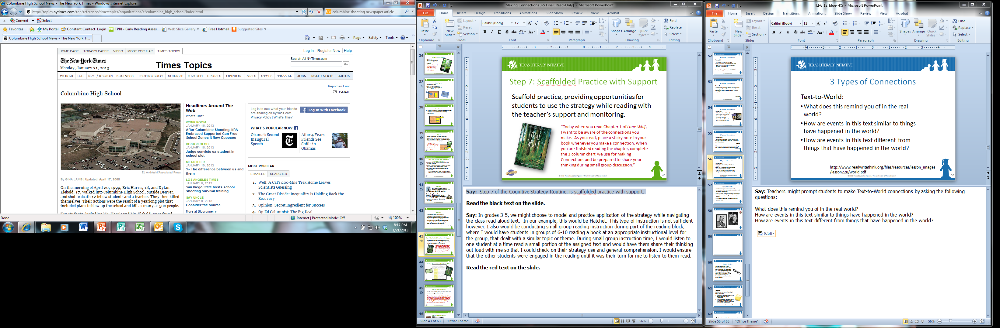 Columbine High School News - The New York Times - Windows Internet Explorer
http://topics.nytimes.com/top/reference/timestopics/organizations/c/columbine_high_school/index.html
columbine shooting newspaper article
Convert
Select
Favorites
My Portal
Constant Contact Login
TPRI - Early Reading Asses...
Web Slice Gallery
Free Hotmail
Suggested Sites
Columbine High School News - The New York Ti...
Page
Safety
Tools
HOME PAGE
TODAY'S PAPER
VIDEO
MOST POPULAR
TIMES TOPICS
Log In
Register Now
Help
The New York Times
Monday, January 21, 2013
Times Topics
Search All NYTimes.com
Go
WORLD
U.S.
N.Y. / REGION
BUSINESS
TECHNOLOGY
SCIENCE
HEALTH
SPORTS
OPINION
ARTS
STYLE
TRAVEL
JOBS
REAL ESTATE
AUTOS
Report an Error
E-MAIL
Columbine High School
Ed Andrieski/Associated Press
By GINA LAMB | Updated: April 17, 2008
On the morning of April 20, 1999, Eric Harris, 18, and Dylan
Klebold, 17, walked into Columbine High School, outside Denver,
and shot to death 12 fellow students and a teacher. They then killed
themselves. Their actions were the result of a yearlong plot that
included plans to blow up the school and kill as many as 500 people.
Headlines Around The
Web
What's This?
WONK ROOM
JANUARY 16, 2013
After Columbine Shooting, NRA
Embraced Supported Gun Free
School Zones It Now Opposes
BOSTON GLOBE
JANUARY 16, 2013
Judge convicts ex-student in
school plot
METAFILTER
JANUARY 10, 2013
%- The difference between us and
them
LOS ANGELES TIMES
JANUARY 8, 2013
San Diego State hosts school
shooting survival training
SAY UNCLE
JANUARY 8, 2013
Consider the source
More at Blogrunner »
Log in to see what your friends
are sharing on nytimes.com.
Privacy Policy | What's This?
Log In With Facebook
WHAT'S POPULAR NOW
Obama's Second
Inaugural
Speech
After 4 Years,
Friends See
Shifts in
Obamas
MOST POPULAR
E-MAILED
SEARCHED
1. Well: A Cat's 200-Mile Trek Home Leaves
Scientists Guessing
2. The Great Divide: Inequality Is Holding Back the
Recovery
3. Opinion: Secret Ingredient for Success
4. Op-Ed Columnist: The Big Deal
Done
Internet | Protected Mode: Off
100%
8:17 PM
1/21/2013
Making Connections 3-5 Final [Read-Only] - Microsoft PowerPoint
File
Home
Insert
Design
Transitions
Animations
Slide Show
Review
View
Acrobat
Paste
New
Slide
Layout
Reset
Section
Calibri (Body)
12
Shapes
Arrange
Quick
Styles
Find
Replace
Select
Clipboard
Slides
Font
Paragraph
Drawing
Editing
36
37
38
39
40
41
42
43
44
45
46
TEXAS LITERACY INITIATIVE
Step 7: Scaffolded Practice with Support
Scaffold practice, providing opportunities for
students to use the strategy while reading with
the teacher's support and monitoring.
LONE
WOLF
"Today when you read Chapter 1 of Lone Wolf,
I want to be aware of the connections you
make. As you read, place a sticky note in your
book whenever you make a connection. When
you are finished reading the chapter, complete
the 3 column chart we use for Making
Connections and be prepared to share your
thinking during small group discussion."
43
Say: Step 7 of the Cognitive Strategy Routine, is scaffolded practice with support.
Read the black text on the slide.
Say: In grades 3-5, we might choose to model and practice application of the strategy while navigating
the class read aloud text. In our example, this would be Hatchet. This type of instruction is not sufficient
however. I also would be conducting small group reading instruction during part of the reading block,
where I would have students in groups of 6-10 reading a book at an appropriate instructional level for
the group, that dealt with a similar topic or theme. During small group instruction time, I would listen to
one student at a time read a small portion of the assigned text and would have them share their thinking
out loud with me so that I could check on their strategy use and general comprehension. I would ensure
that the other students were engaged in the reading until it was their turn for me to listen to them read.
Read the red text on the slide.
Slide 43 of 63
"Office Theme"
56%
TLI-6_12_blue--KS - Microsoft PowerPoint
File
Home
Insert
Design
Transitions
Animations
Slide Show
Review
View
Acrobat
Paste
New
Slide
Layout
Reset
Section
Calibri (Body)
12
Shapes
Arrange
Quick
Styles
Find
Replace
Select
Clipboard
Slides
Font
Paragraph
Drawing
Editing
52
53
54
55
56
57
58
59
60
61
62
TEXAS LITERACY INITIATIVE
3 Types of Connections
Text-to-World:
•What does this remind you of in the real
world?
•How are events in this text similar to things
have happened in the world?
•How are events in this text different from
things that have happened in the world?
http://www.readwritethink.org/files/resources/lesson_images
/lesson228/world.pdf
56
Say: Teachers might prompt students to make Text-to-World connections by asking the following
questions:
What does this remind you of in the real world?
How are events in this text similar to things have happened in the world?
How are events in this text different from things that have happened in the world?
(Ctrl)
Slide 56 of 65
"Office Theme"
56%